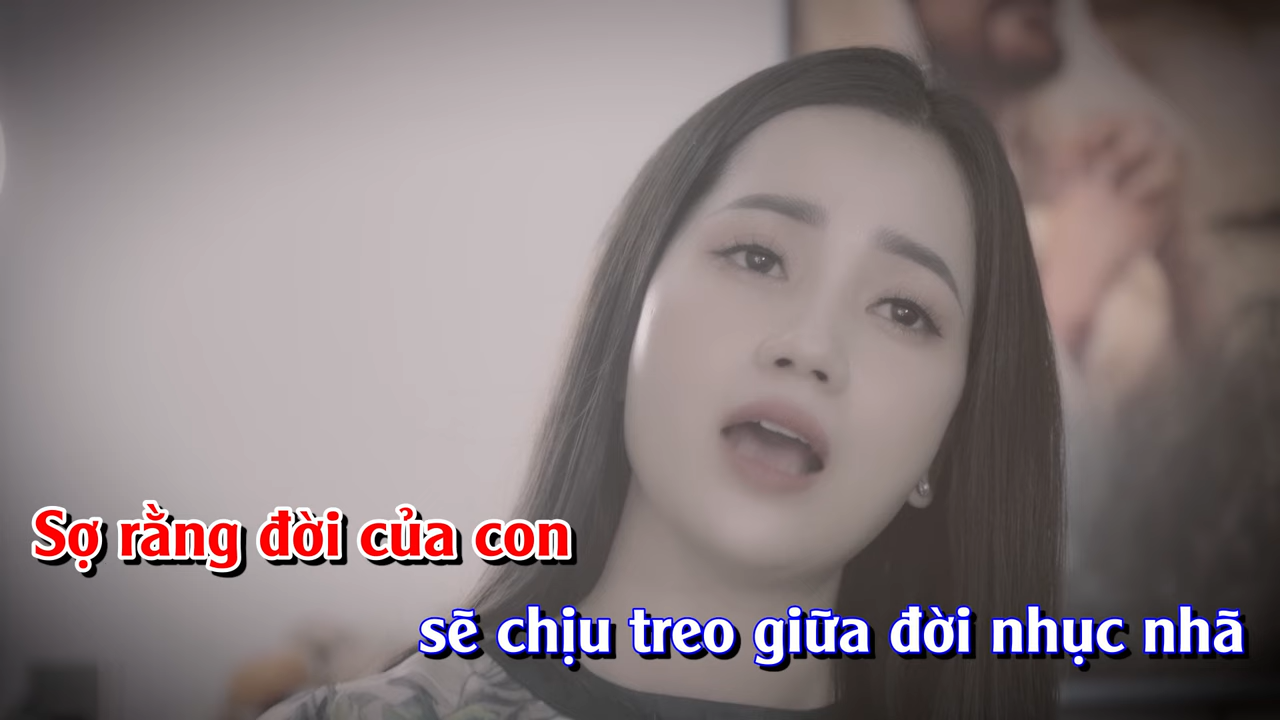 Sợ rằng đời của con
sẽ chịu treo giữa đời nhục nhã